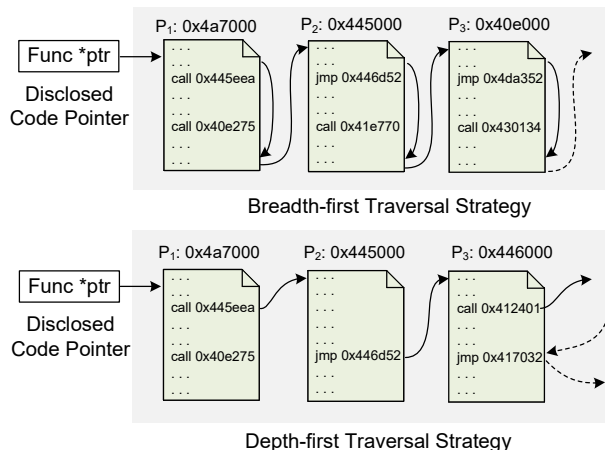 P₁: 0x4a7000
P₂: 0x445000
P₃: 0x40e000
Func *ptr
Disclosed
Code Pointer
. . .
. . .
call 0x445eea
. . .
. . .
call 0x40e275
. . .
. . .
. . .
. . .
jmp 0x446d52
. . .
. . .
call 0x41e770
. . .
. . .
. . .
. . .
jmp 0x4da352
. . .
. . .
call 0x430134
. . .
. . .
Breadth-first Traversal Strategy
P₁: 0x4a7000
P₂: 0x445000
P₃: 0x446000
Func *ptr
Disclosed
Code Pointer
. . .
. . .
call 0x445eea
. . .
. . .
call 0x40e275
. . .
. . .
. . .
. . .
. . .
. . .
. . .
jmp 0x446d52
. . .
. . .
. . .
. . .
call 0x412401
. . .
. . .
jmp 0x417032
. . .
. . .
Depth-first Traversal Strategy